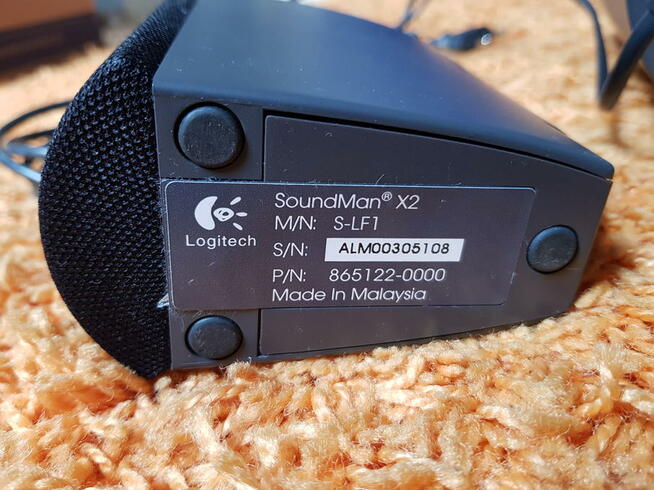 Logitech
SoundMan® X2
M/N: S-LF1
S/N: ALM00305108
P/N: 865122-0000
Made In Malaysia